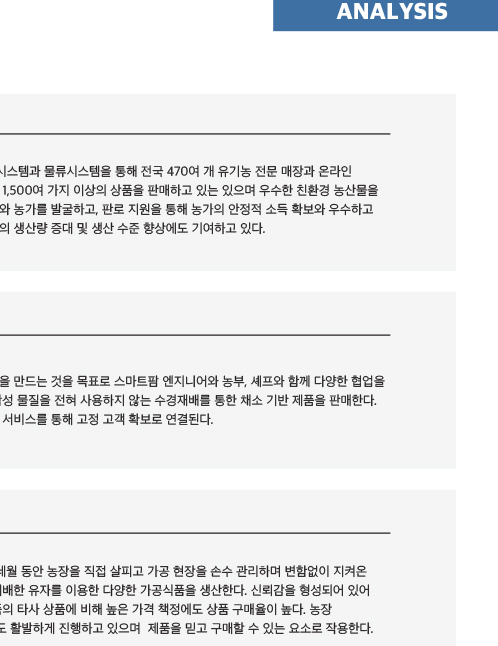 ANALYSIS
시스템과 물류시스템을 통해 전국 470여 개 유기농 전문 매장과 온라인
1,500여 가지 이상의 상품을 판매하고 있는 있으며 우수한 친환경 농산물을
와 농가를 발굴하고, 판로 지원을 통해 농가의 안정적 소득 확보와 우수하고
의 생산량 증대 및 생산 수준 향상에도 기여하고 있다.
을 만드는 것을 목표로 스마트팜 엔지니어와 농부, 셰프와 함께 다양한 협업을
물질을 전혀 사용하지 않는 수경재배를 통한 채소 기반 제품을 판매한다.
서비스를 통해 고정 고객 확보로 연결된다.
세월 동안 농장을 직접 살피고 가공 현장을 손수 관리하며 변함없이 지켜온
재배한 유자를 이용한 다양한 가공식품을 생산한다. 신뢰감을 형성되어 있어
의 타사 상품에 비해 높은 가격 책정에도 상품 구매율이 높다. 농장
도 활발하게 진행하고 있으며 제품을 믿고 구매할 수 있는 요소로 작용한다.